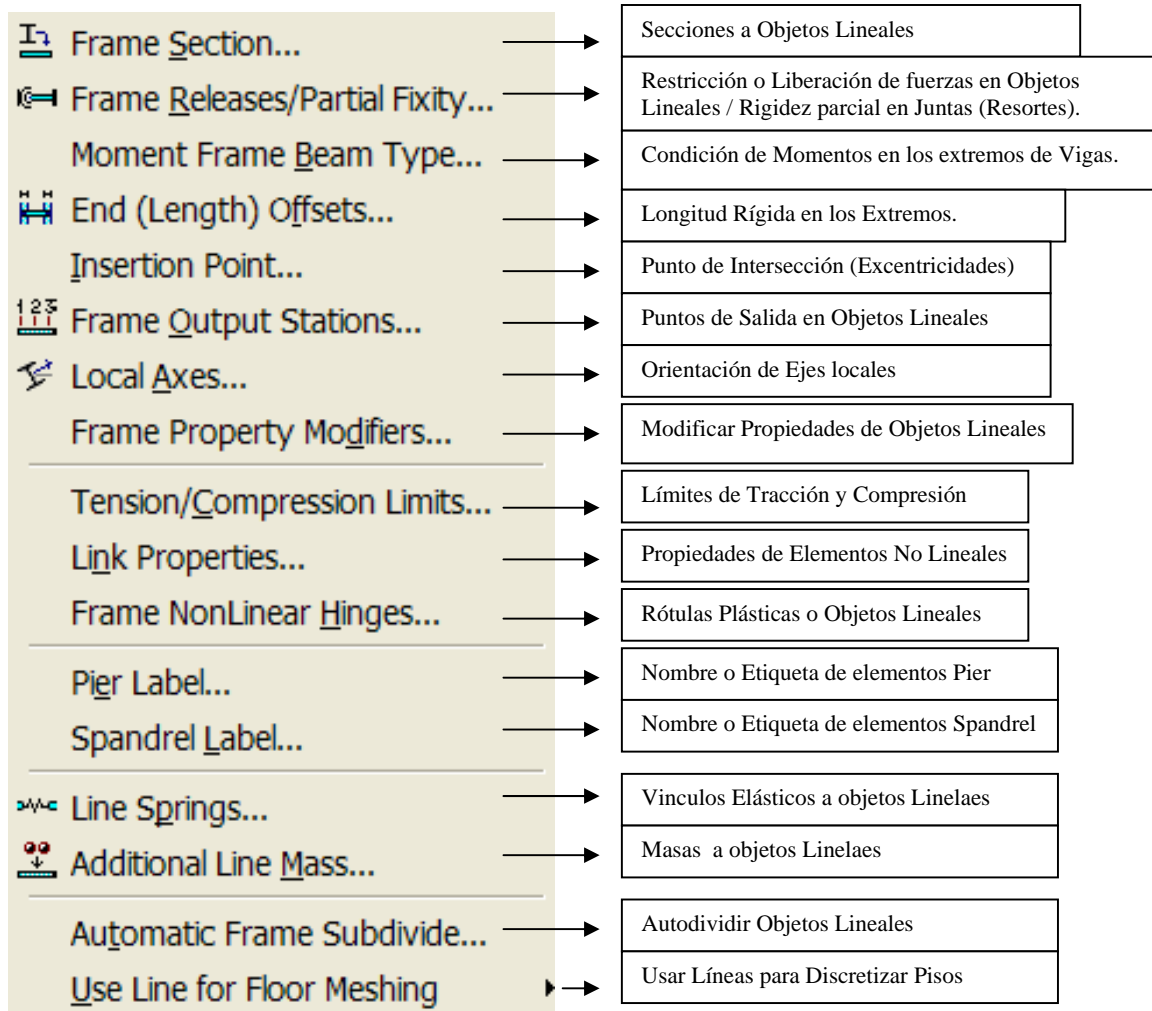 Frame Section...
Secciones a Objetos Lineales
Frame Releases/Partial Fixity...
Restricción o Liberación de fuerzas en Objetos
Lineales / Rigidez parcial en Juntas (Resortes).
Moment Frame Beam Type...
Condición de Momentos en los extremos de Vigas.
End (Length) Offsets...
Longitud Rígida en los Extremos.
Insertion Point...
Punto de Intersección (Excentricidades)
123
Frame Output Stations...
Puntos de Salida en Objetos Lineales
Local Axes...
Orientación de Ejes locales
Frame Property Modifiers...
Modificar Propiedades de Objetos Lineales
Tension/Compression Limits...
Límites de Tracción y Compresión
Link Properties...
Propiedades de Elementos No Lineales
Frame NonLinear Hinges...
Rótulas Plásticas o Objetos Lineales
Pier Label...
Nombre o Etiqueta de elementos Pier
Spandrel Label...
Nombre o Etiqueta de elementos Spandrel
Line Springs...
Vinculos Elásticos a objetos Linelaes
Additional Line Mass...
Masas a objetos Linelaes
Automatic Frame Subdivide...
Autodividir Objetos Lineales
Use Line for Floor Meshing
Usar Líneas para Discretizar Pisos